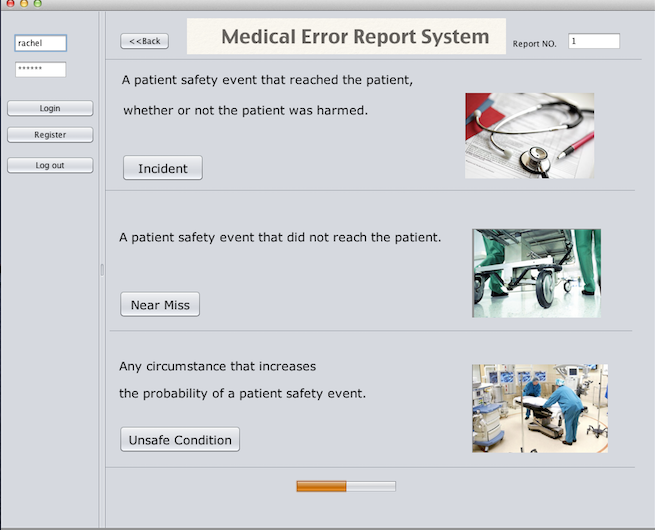 rachel
******
Login
Register
Log out
<<Back
Medical Error Report System
Report NO.
1
A patient safety event that reached the patient,
whether or not the patient was harmed.
Incident
A patient safety event that did not reach the patient.
Near Miss
Any circumstance that increases
the probability of a patient safety event.
Unsafe Condition